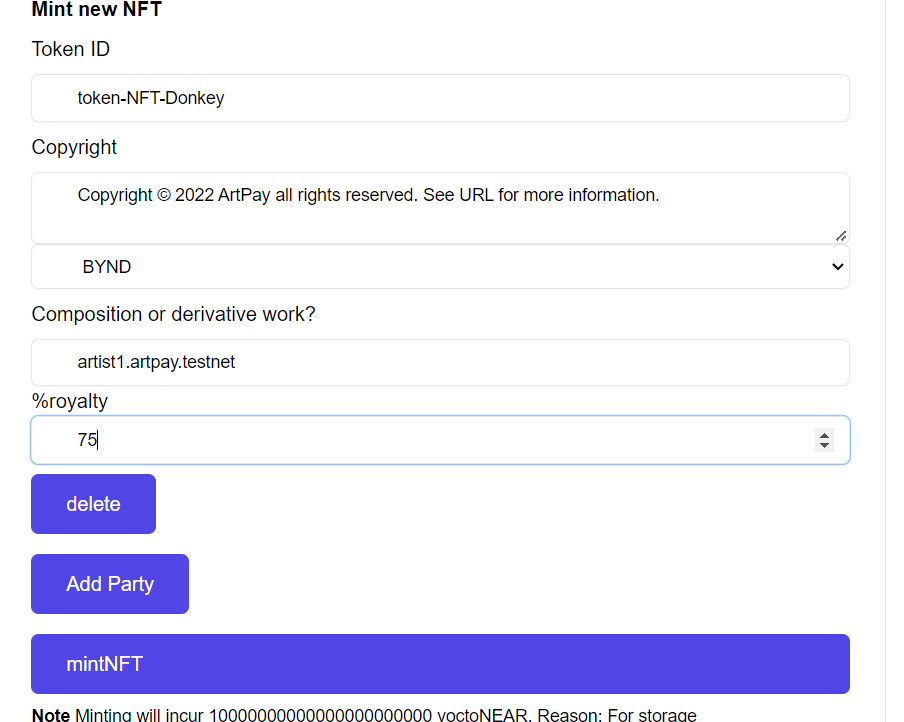 Mint new NFT
Token ID
token-NFT-Donkey
Copyright
Copyright © 2022 ArtPay all rights reserved. See URL for more information.
BYND
Composition or derivative work?
artist1.artpay.testnet
%royalty
75
delete
Add Party
mintNFT
Note Minting will incur 10000000000000000000000 yoctoNEAR. Reason: For storage